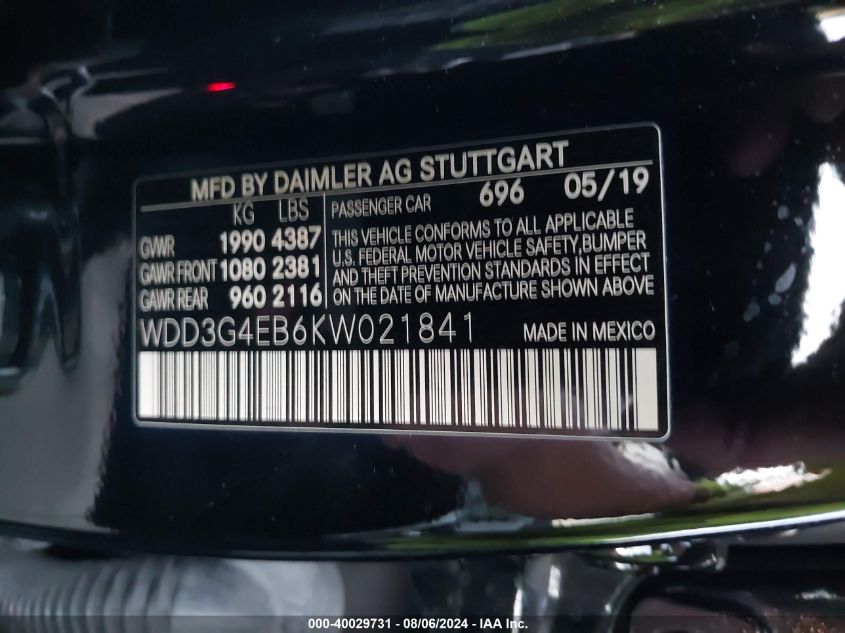 MFD BY DAIMLER AG STUTTGART
KG LBS
GVWR 1990 4387
GAWR FRONT 1080 2381
GAWR REAR 960 2116
PASSENGER CAR 696 05/19
THIS VEHICLE CONFORMS TO ALL APPLICABLE
U.S. FEDERAL MOTOR VEHICLE SAFETY, BUMPER
AND THEFT PREVENTION STANDARDS IN EFFECT
ON THE DATE OF MANUFACTURE SHOWN ABOVE
WDD3G4EB6KW021841 MADE IN MEXICO
000-40029731 - 08/06/2024 - IAA Inc.